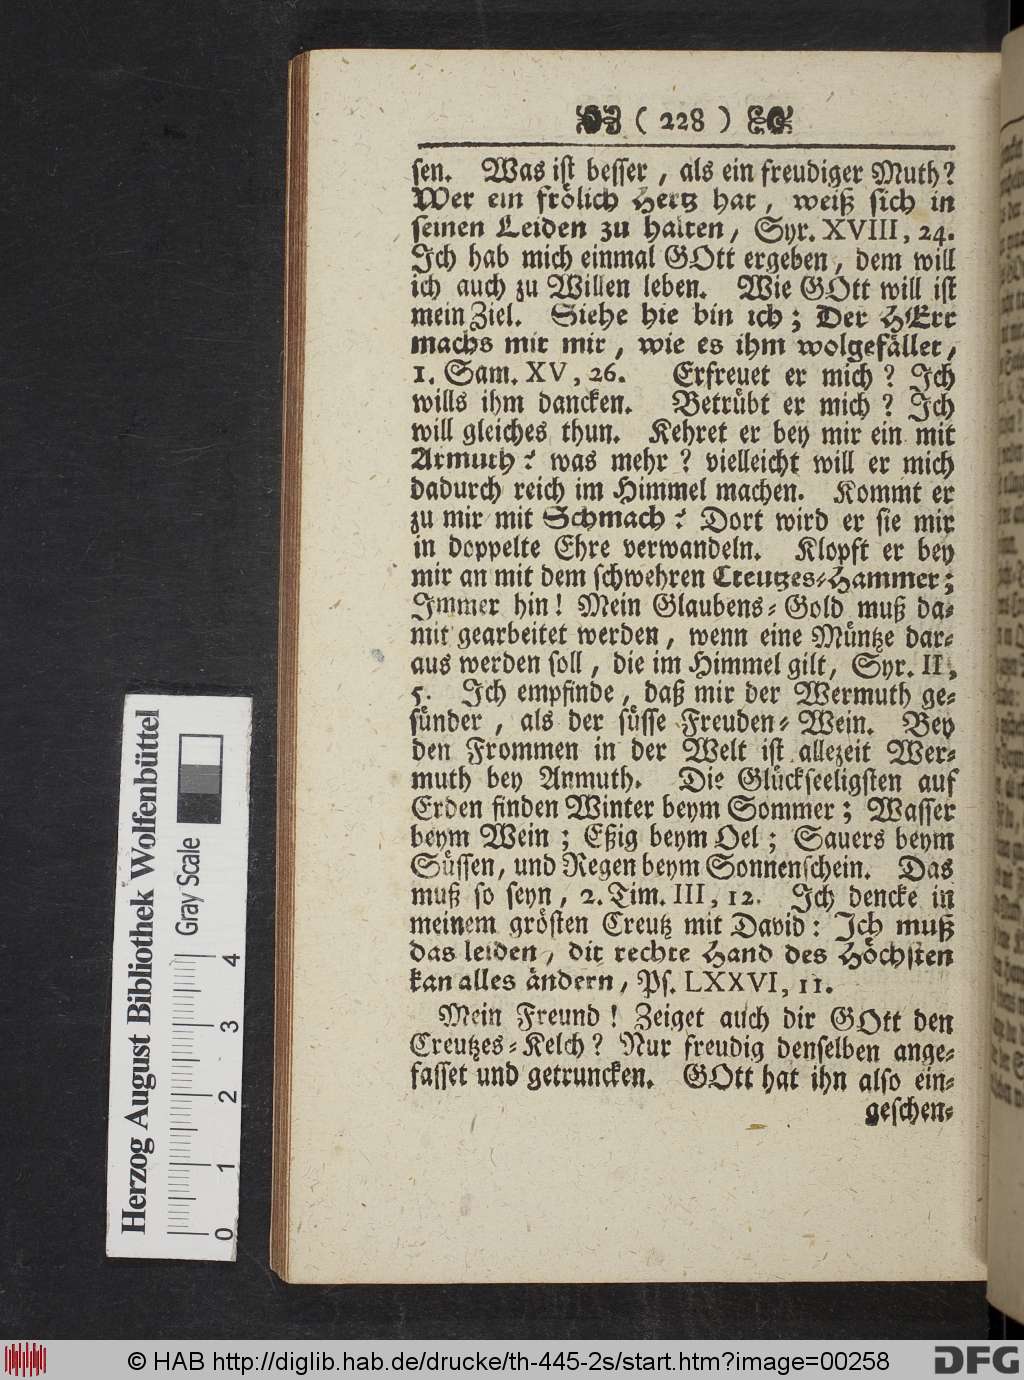 ( 228 )
sen. Was ist besser, als ein freudiger Muth?
Wer ein frölich Hertz hat, weiß sich in
seinen Leiden zu halten, Syr. XVIII, 24.
Ich hab mich einmal GOtt ergeben, dem will
ich auch zu Willen leben. Wie GOtt will ist
mein Ziel. Siehe hie bin ich; Der HErr
machs mit mir, wie es ihm wolgefället,
1. Sam. XV, 26. Erfreuet er mich? Ich
wills ihm dancken. Betrübt er mich? Ich
will gleiches thun. Kehret er bey mir ein mit
Armuth? was mehr? vielleicht will er mich
dadurch reich im Himmel machen. Kommt er
zu mir mit Schmach? Dort wird er sie mir
in doppelte Ehre verwandeln. Klopft er bey
mir an mit dem schwehren Creutzes-Hammer;
Immer hin! Mein Glaubens-Gold muß da-
mit gearbeitet werden, wenn eine Müntze dar-
aus werden soll, die im Himmel gilt, Syr. II,
5. Ich empfinde, daß mir der Wermuth ge-
sünder, als der süsse Freuden-Wein. Bey
den Frommen in der Welt ist allezeit Wer-
muth bey Anmuth. Die Glückseeligsten auf
Erden finden Winter beym Sommer; Wasser
beym Wein; Eßig beym Oel; Sauers beym
Süssen, und Regen beym Sonnenschein. Das
muß so seyn, 2. Tim. III, 12. Ich dencke in
meinem grösten Creutz mit David: Ich muß
das leiden, dit rechte Hand des Höchsten
kan alles ändern, Ps. LXXVI, 11.
Mein Freund! Zeiget auch dir GOtt den
Creutzes-Kelch? Nur freudig denselben ange-
fasset und getruncken. GOtt hat ihn also ein-
geschen-
Herzog August Bibliothek Wolfenbüttel
Gray Scale
0 1 2 3 4
© HAB http://diglib.hab.de/drucke/th-445-2s/start.htm?image=00258
DFG